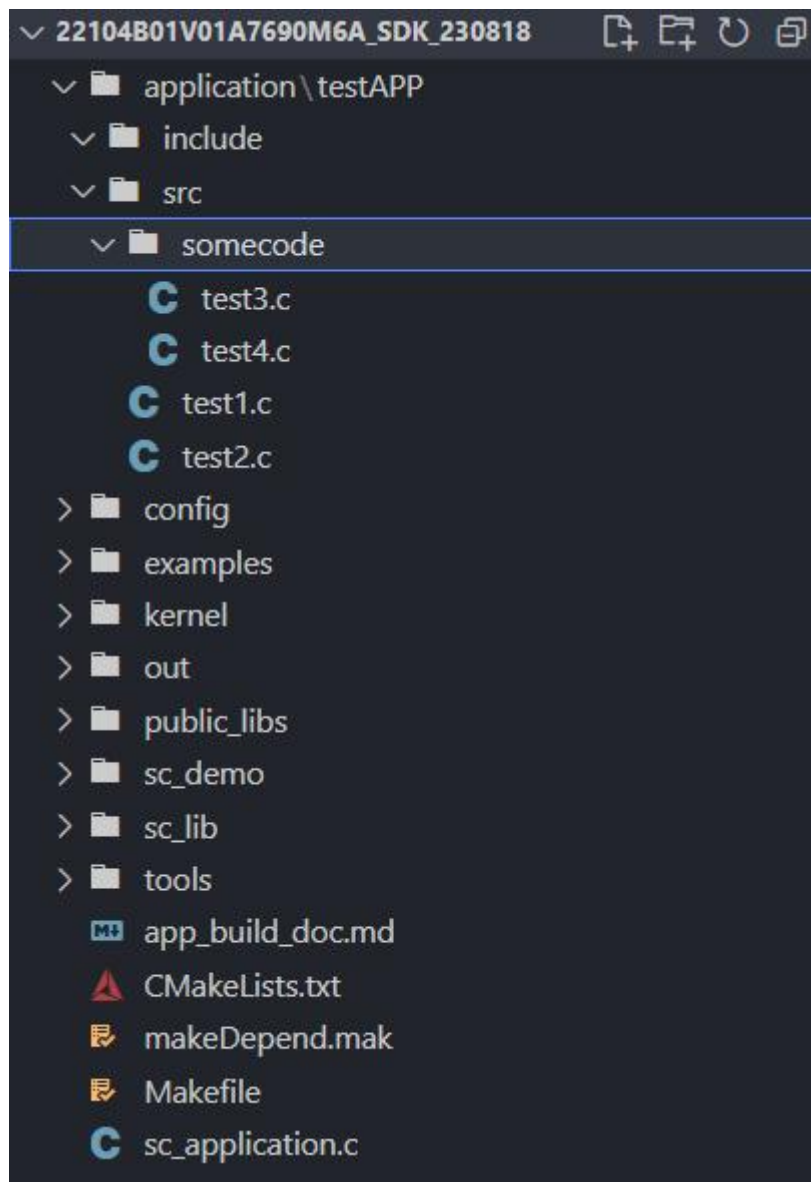 22104B01V01A7690M6A_SDK_230818
application\testAPP
include
src
somecode
C test3.c
C test4.c
C test1.c
C test2.c
config
examples
kernel
out
public_libs
sc_demo
sc_lib
tools
M↓ app_build_doc.md
CMakeLists.txt
makeDepend.mak
Makefile
C sc_application.c